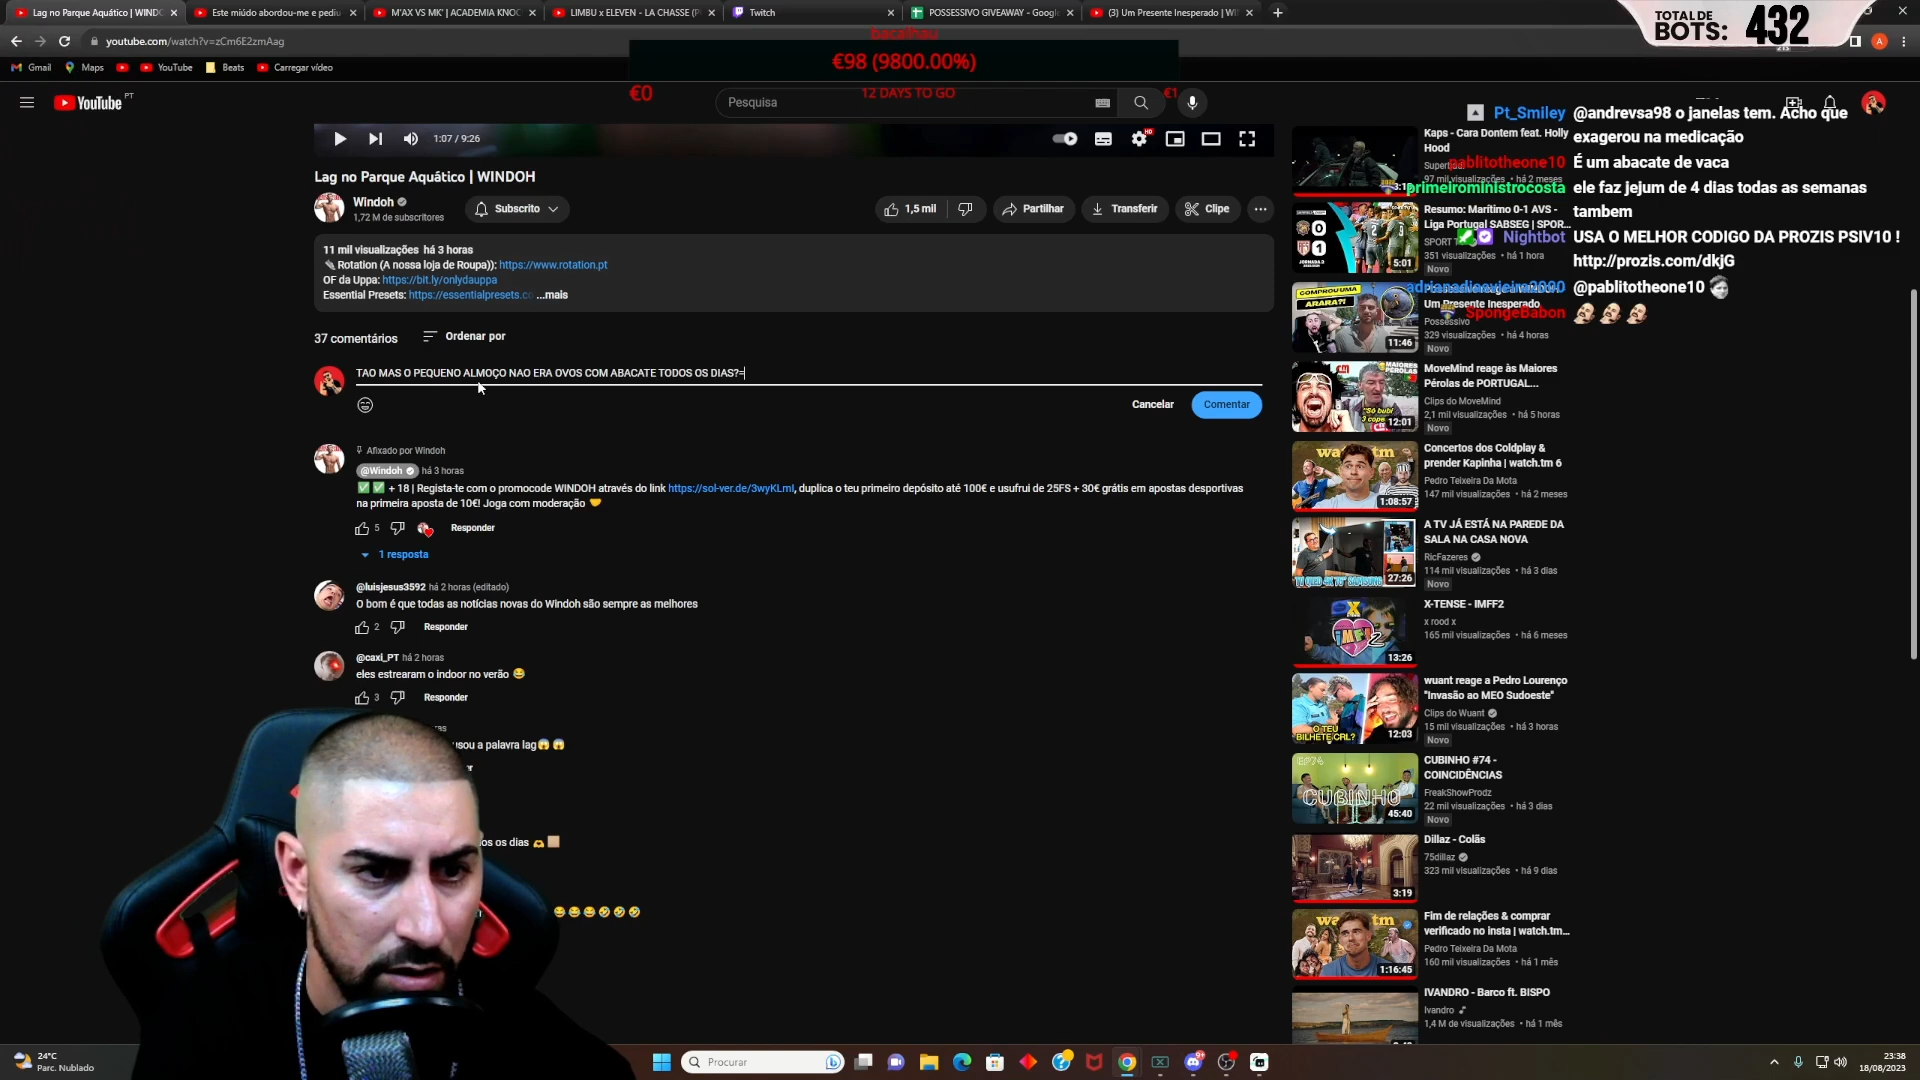 Lag no Parque Aquático | WINDO
Este miúdo abordou-me e pediu
M'AX VS MK' | ACADEMIA KNOC
LIMBU x ELEVEN - LA CHASSE (P
Twitch
POSSESSIVO GIVEAWAY - Google
(3) Um Presente Inesperado | WI
TOTAL DE BOTS: 432
youtube.com/watch?v=zCm6E2zmAag
Gmail
Maps
YouTube
Beats
Carregar vídeo
bacalhau
€98 (9800.00%)
€0
12 DAYS TO GO
€1
YouTube PT
Pesquisa
Pt_Smiley @andrevsa98 o janelas tem. Acho que
exagerou na medicação
pablitotheone10 É um abacate de vaca
primeiroministrocosta ele faz jejum de 4 dias todas as semanas
tambem
Nightbot USA O MELHOR CODIGO DA PROZIS PSIV10 !
http://prozis.com/dkjG
@pablitotheone10
SpongeBabon
1:07 / 9:26
HD
Lag no Parque Aquático | WINDOH
Windoh
1,72 M de subscritores
Subscrito
1,5 mil
Partilhar
Transferir
Clipe
11 mil visualizações há 3 horas
Rotation (A nossa loja de Roupa)): https://www.rotation.pt
OF da Uppa: https://bit.ly/onlydauppa
Essential Presets: https://essentialpresets.co ...mais
37 comentários
Ordenar por
TAO MAS O PEQUENO ALMOÇO NAO ERA OVOS COM ABACATE TODOS OS DIAS?=
Cancelar
Comentar
Afixado por Windoh
@Windoh há 3 horas
✅ ✅ + 18 | Regista-te com o promocode WINDOH através do link https://sol-ver.de/3wyKLmI, duplica o teu primeiro depósito até 100€ e usufrui de 25FS + 30€ grátis em apostas desportivas
na primeira aposta de 10€! Joga com moderação 🤝
5
Responder
1 resposta
@luisjesus3592 há 2 horas (editado)
O bom é que todas as notícias novas do Windoh são sempre as melhores
2
Responder
@caxi_PT há 2 horas
eles estrearam o indoor no verão 😂
3
Responder
usou a palavra lag😱 😱
os dias
😂😂😂🤣🤣🤣
Kaps - Cara Dontem feat. Holly
Hood
97 mil visualizações • há 2 meses
Resumo: Marítimo 0-1 AVS -
Liga Portugal SABSEG | SPOR...
SPORT
351 visualizações • há 1 hora
Novo
5:01
COMPROU UMA
ARARA?!
Um Presente Inesperado
Possessivo
329 visualizações • há 4 horas
Novo
11:46
MoveMind reage às Maiores
Pérolas de PORTUGAL...
Clips do MoveMind
2,1 mil visualizações • há 5 horas
Novo
12:01
Concertos dos Coldplay &
prender Kapinha | watch.tm 6
Pedro Teixeira Da Mota
147 mil visualizações • há 2 meses
1:08:57
A TV JÁ ESTÁ NA PAREDE DA
SALA NA CASA NOVA
RicFazeres
114 mil visualizações • há 3 dias
Novo
27:26
X-TENSE - IMFF2
x rood x
165 mil visualizações • há 6 meses
13:26
wuant reage a Pedro Lourenço
"Invasão ao MEO Sudoeste"
Clips do Wuant
15 mil visualizações • há 3 horas
Novo
O TEU
BILHETE CRL?
12:03
CUBINHO #74 -
COINCIDÊNCIAS
FreakShowProdz
22 mil visualizações • há 3 dias
Novo
EP74
CUBINHO
45:40
Dillaz - Colãs
75dillaz
323 mil visualizações • há 9 dias
3:19
Fim de relações & comprar
verificado no insta | watch.tm...
Pedro Teixeira Da Mota
160 mil visualizações • há 1 mês
1:16:45
IVANDRO - Barco ft. BISPO
Ivandro
1,4 M de visualizações • há 1 mês
24°C
Parc. Nublado
Procurar
23:38
18/08/2023